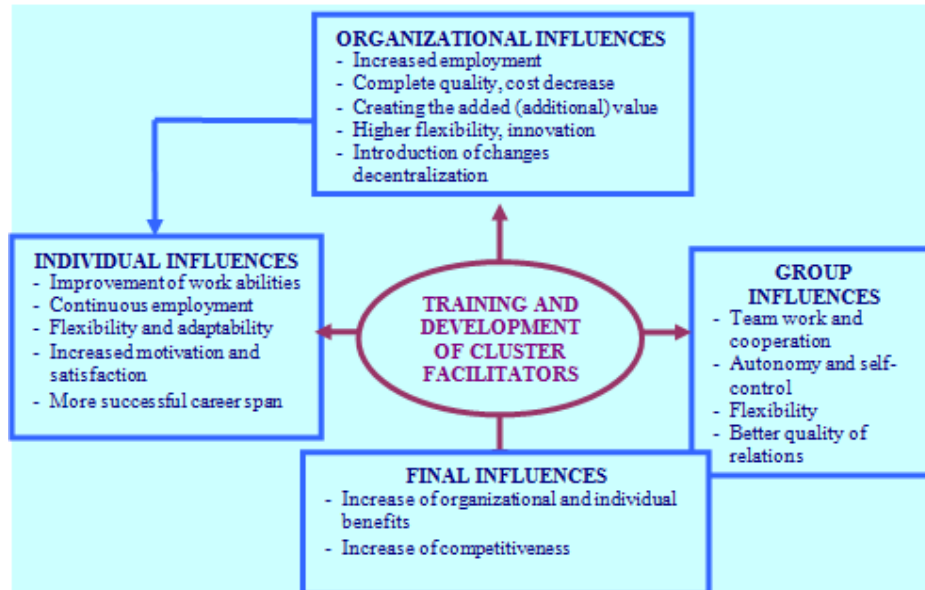 ORGANIZATIONAL INFLUENCES
- Increased employment
- Complete quality, cost decrease
- Creating the added (additional) value
- Higher flexibility, innovation
- Introduction of changes
decentralization
INDIVIDUAL INFLUENCES
- Improvement of work abilities
- Continuous employment
- Flexibility and adaptability
- Increased motivation and
satisfaction
- More successful career span
TRAINING AND
DEVELOPMENT
OF CLUSTER
FACILITATORS
GROUP
INFLUENCES
- Team work and
cooperation
- Autonomy and self-
control
- Flexibility
- Better quality of
relations
FINAL INFLUENCES
- Increase of organizational and individual
benefits
- Increase of competitiveness